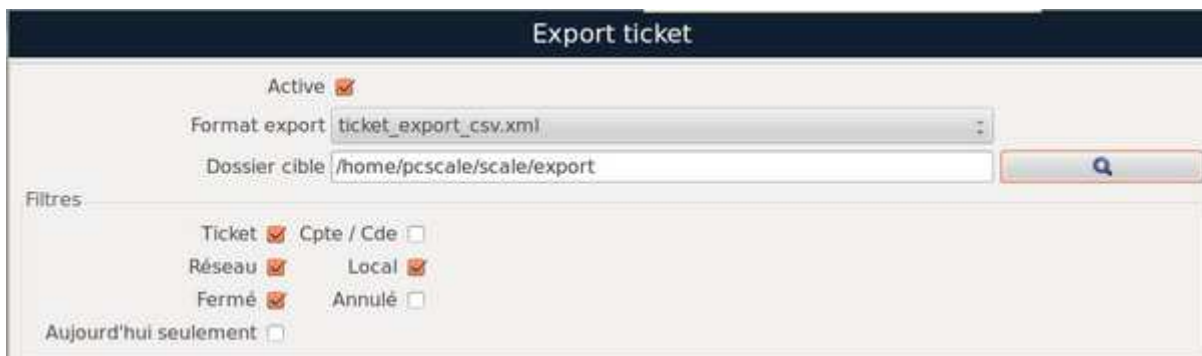 Export ticket
Active
Format export ticket_export_csv.xml
Dossier cible /home/pcscale/scale/export
Filtres
Ticket Cpte / Cde
Réseau Local
Fermé Annulé
Aujourd'hui seulement